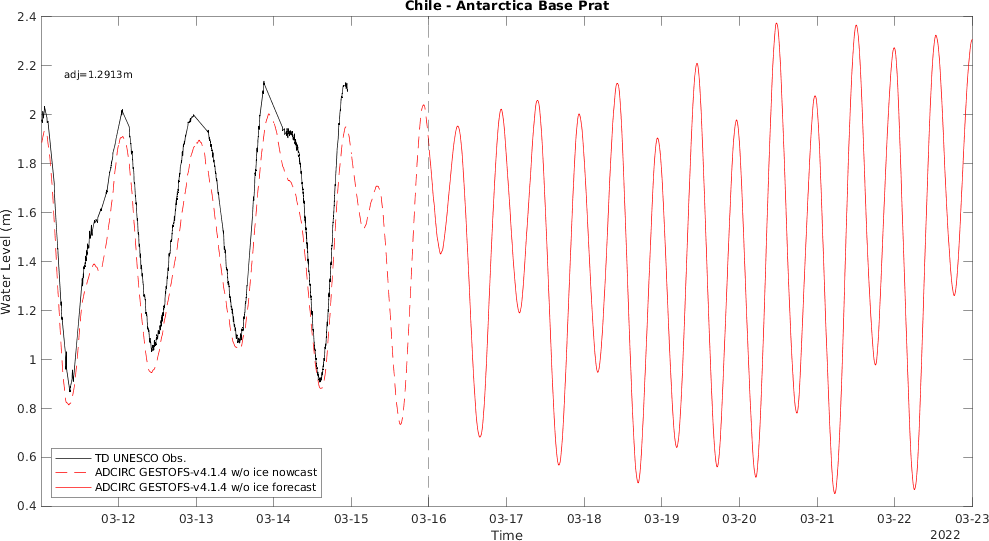 Chile - Antarctica Base Prat
2.4
2.2
2
1.8
1.6
1.4
1.2
1
0.8
0.6
0.4
Water Level (m)
adj=1.2913m
TD UNESCO Obs.
ADCIRC GESTOFS-v4.1.4 w/o ice nowcast
ADCIRC GESTOFS-v4.1.4 w/o ice forecast
03-12 03-13 03-14 03-15 03-16 03-17 03-18 03-19 03-20 03-21 03-22 03-23
Time
2022